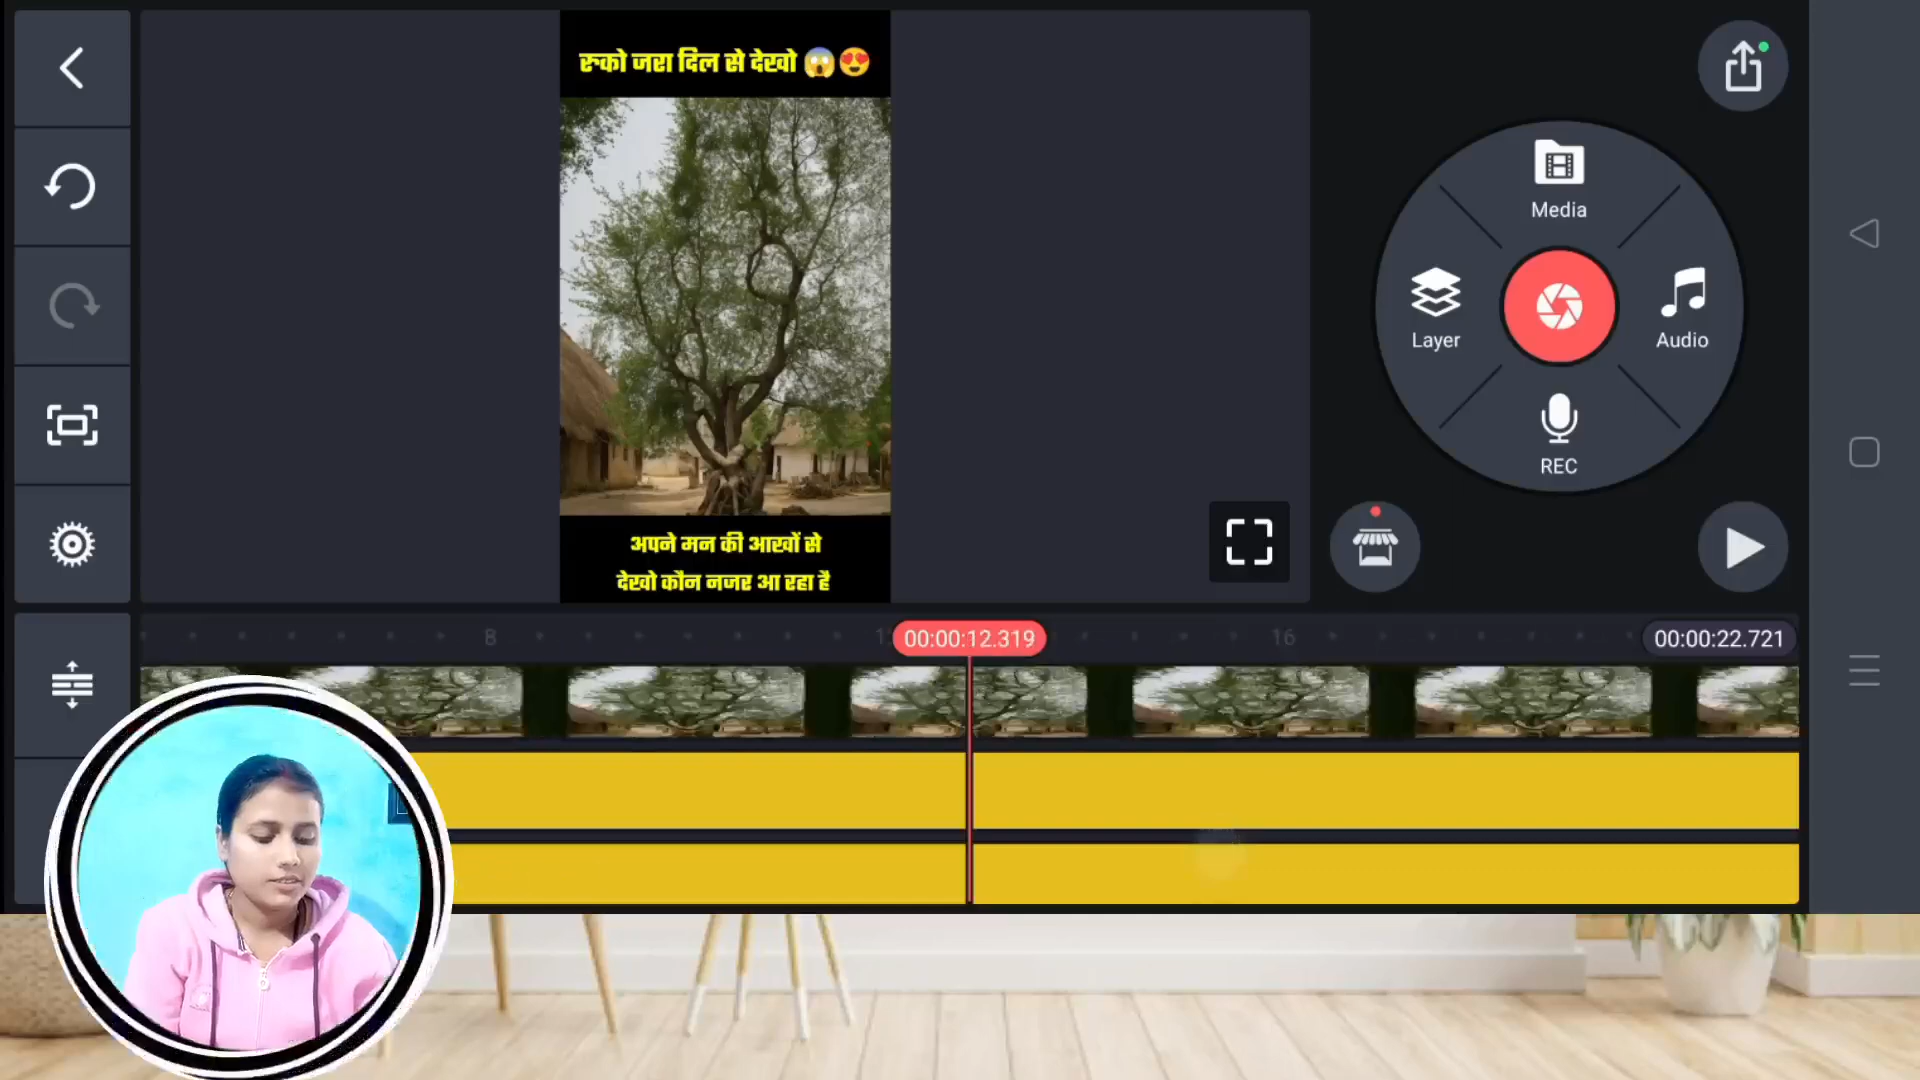 रुको जरा दिल से देखो 😱😍
Media
Layer
Audio
REC
अपने मन की आखों से
देखो कौन नजर आ रहा है
8
00:00:12.319
16
00:00:22.721